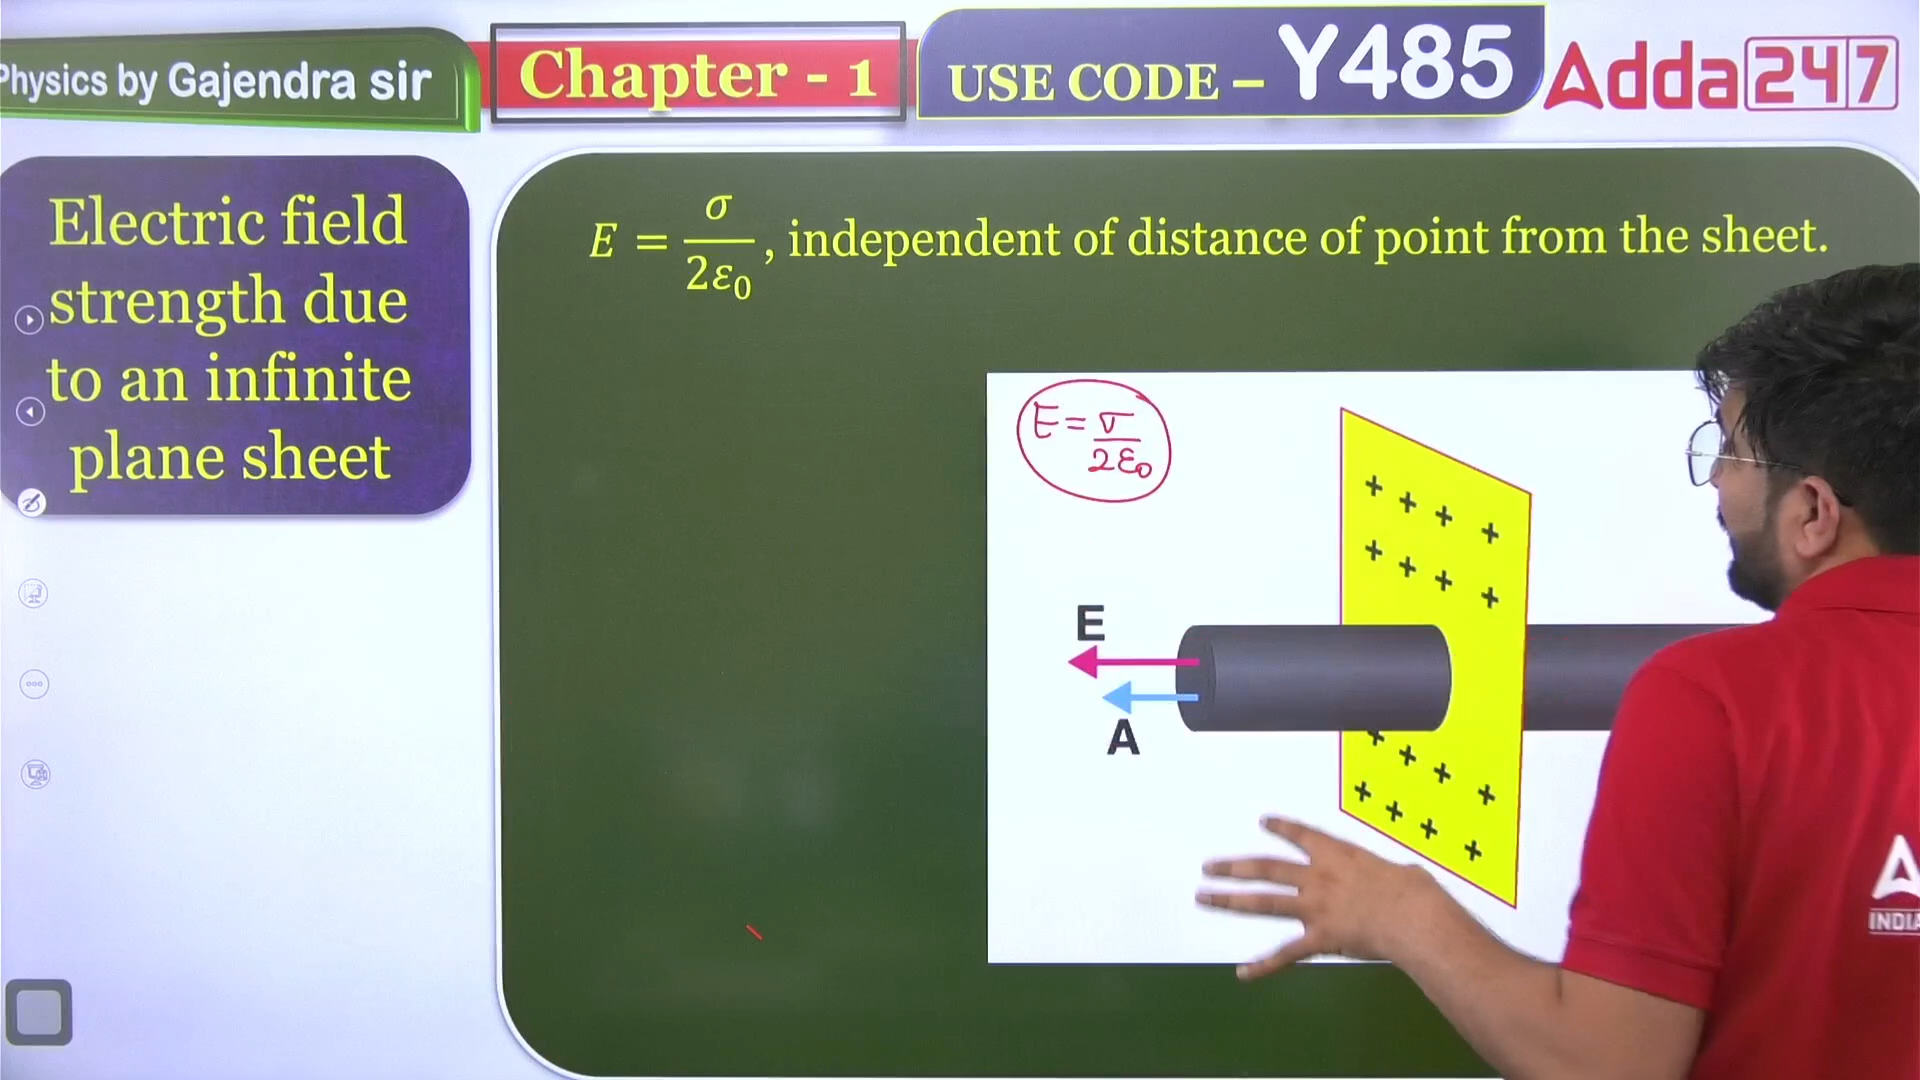 Physics by Gajendra sir
Chapter - 1
USE CODE – Y485
Adda247
Electric field
strength due
to an infinite
plane sheet
E = σ/2ε₀, independent of distance of point from the sheet.
E = σ/2ε₀
+ + + +
+ + + +
E
A
+ + + +
+ + + +
A
INDIA